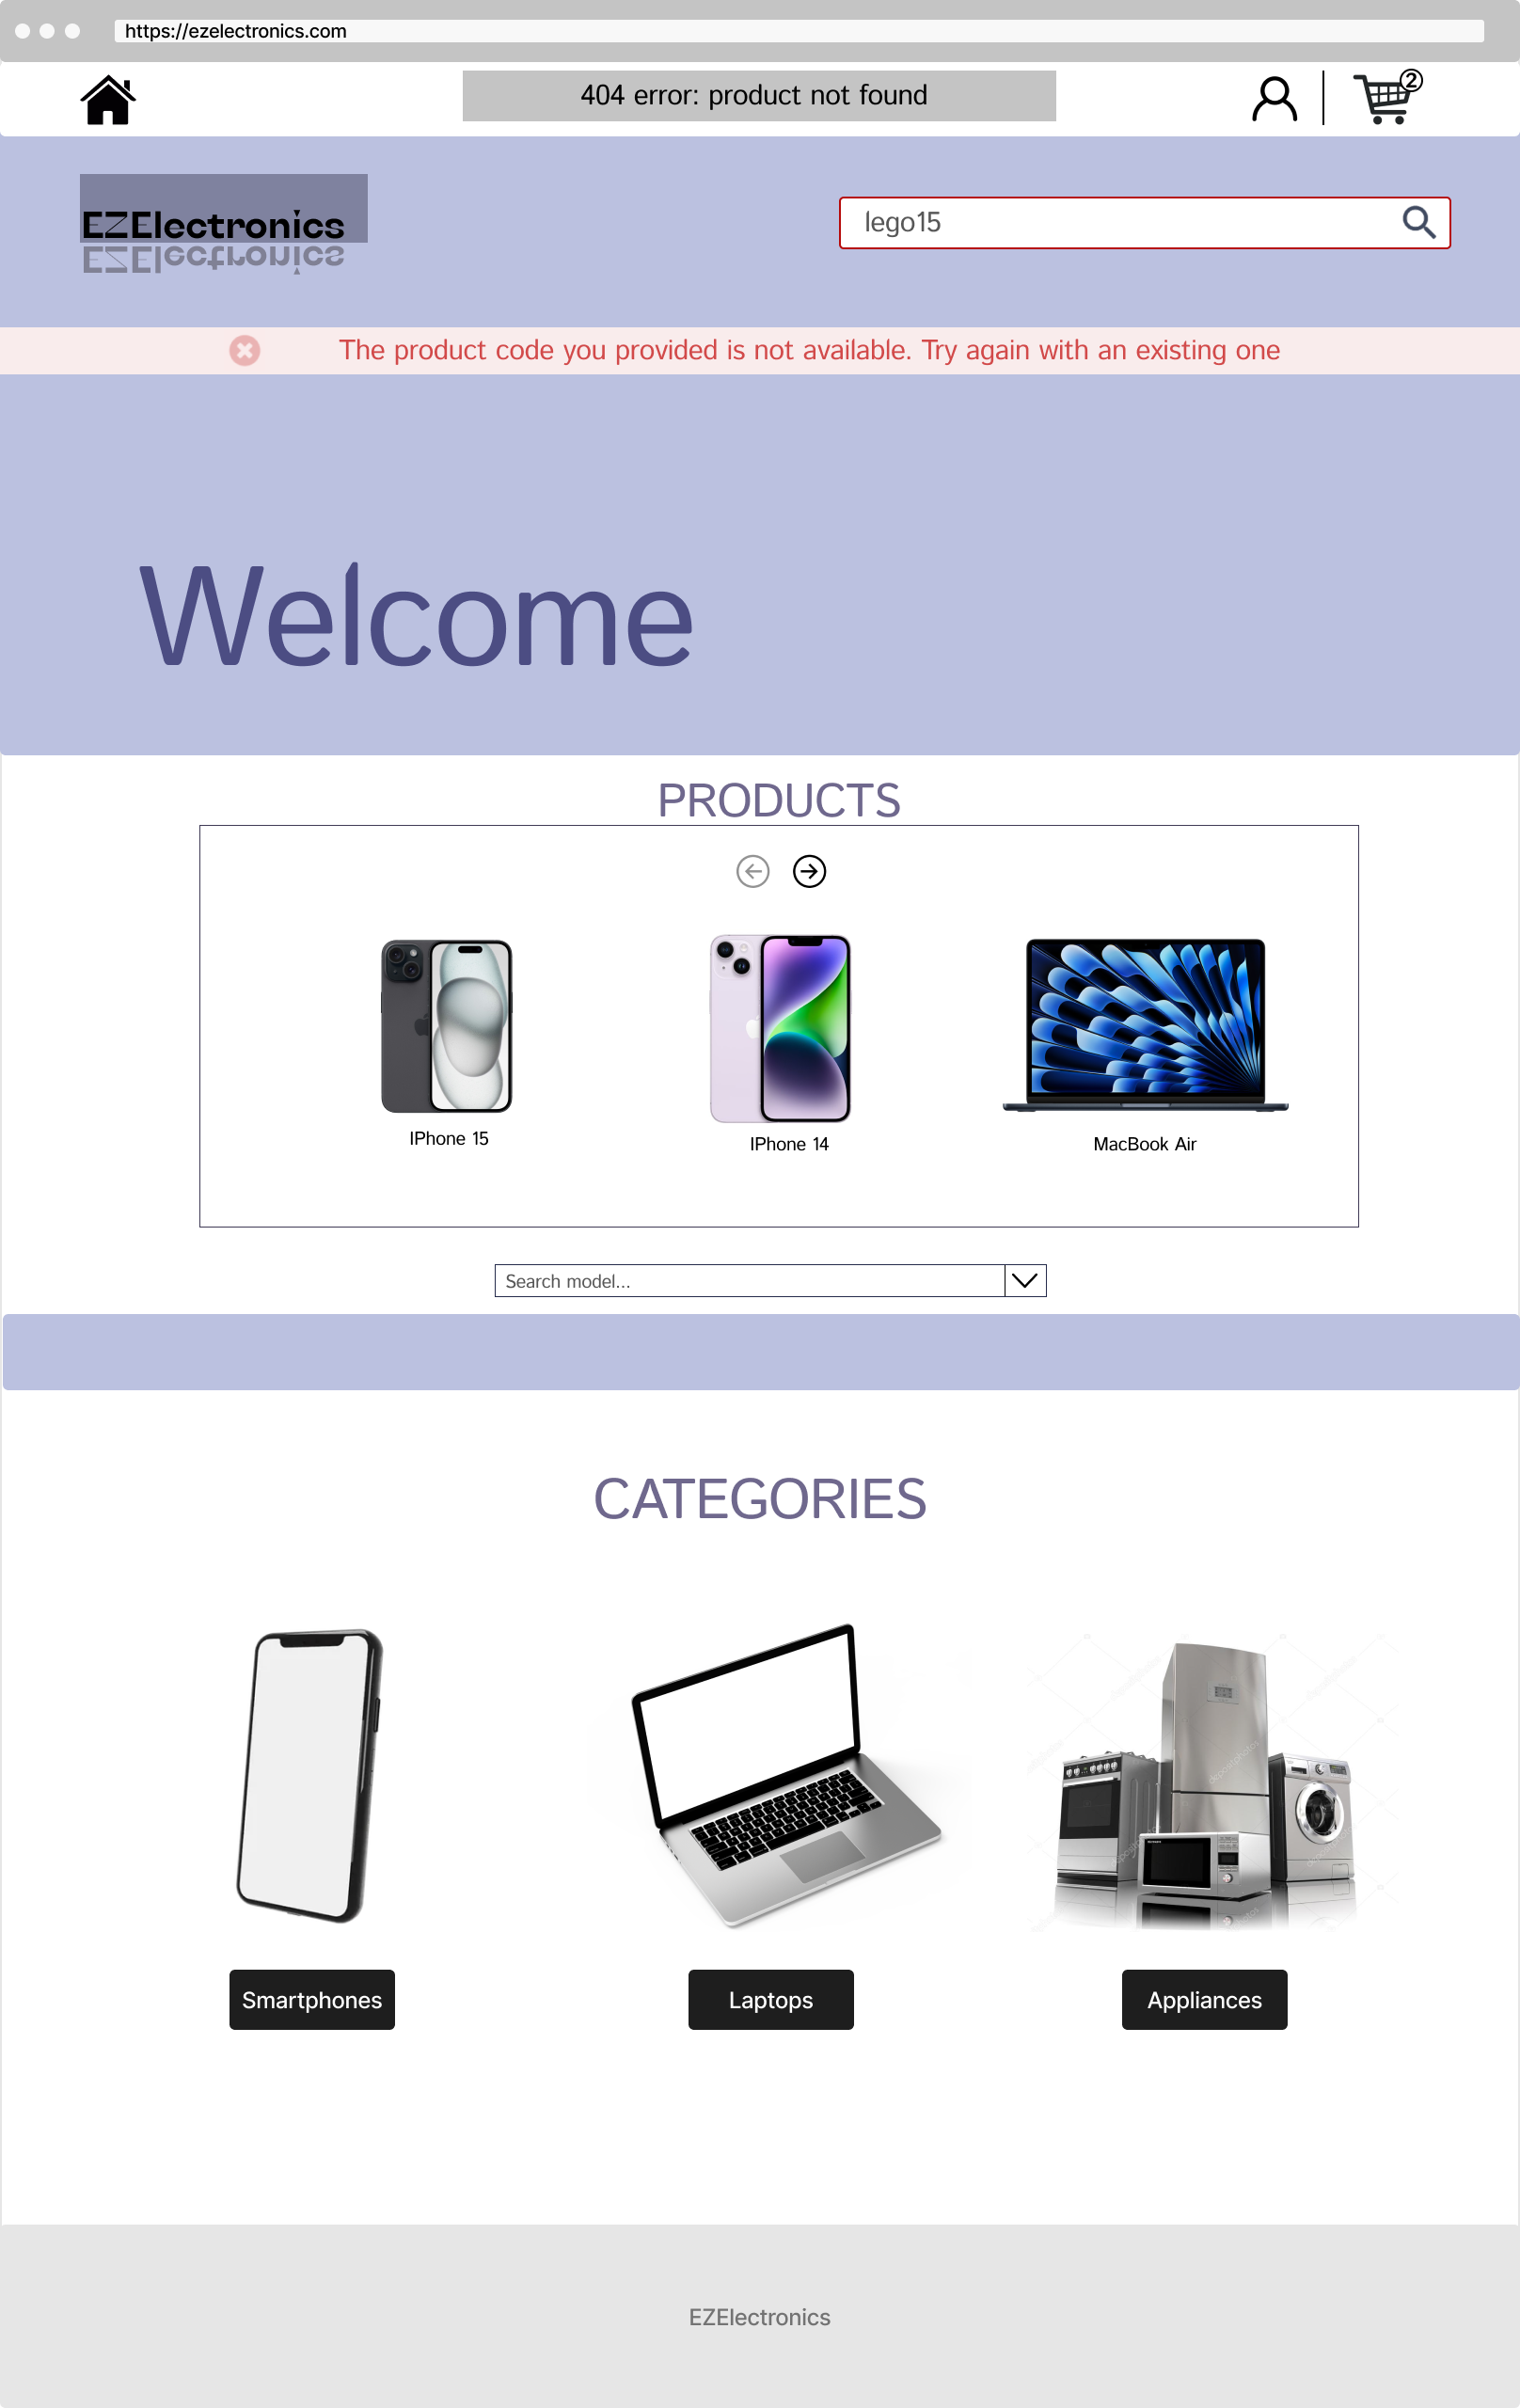 https://ezelectronics.com
404 error: product not found
2
EZElectronics
EZElectronics
lego15
The product code you provided is not available. Try again with an existing one
Welcome
PRODUCTS
IPhone 15
IPhone 14
MacBook Air
Search model...
CATEGORIES
depositphotos
Smartphones
Laptops
Appliances
EZElectronics